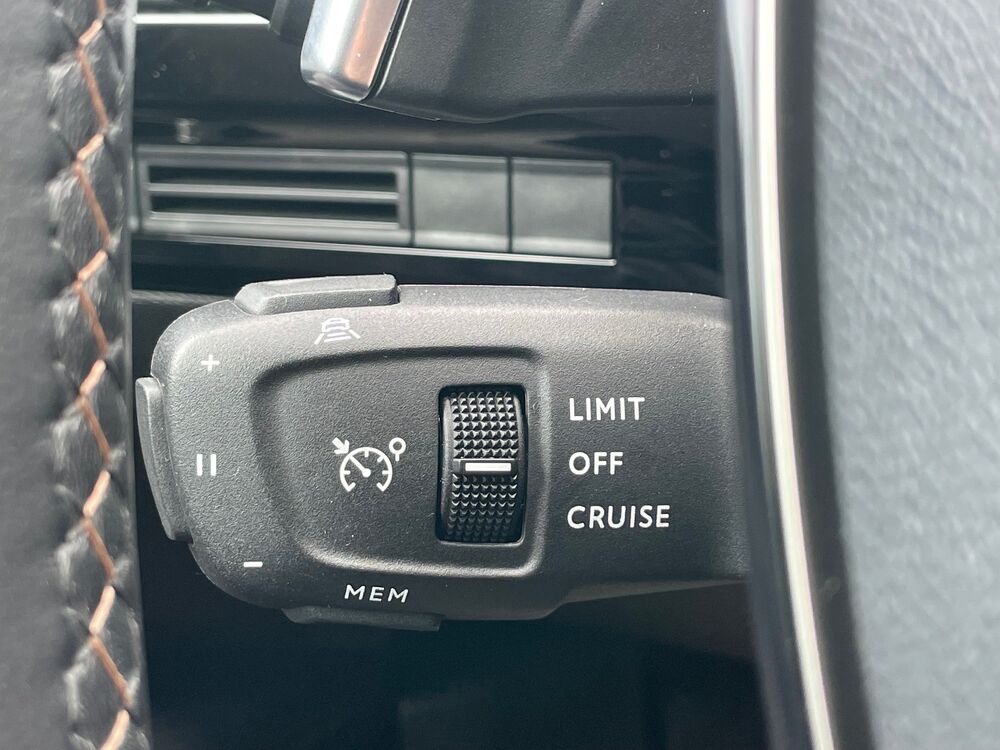 +
LIMIT
OFF
CRUISE
-
MEM